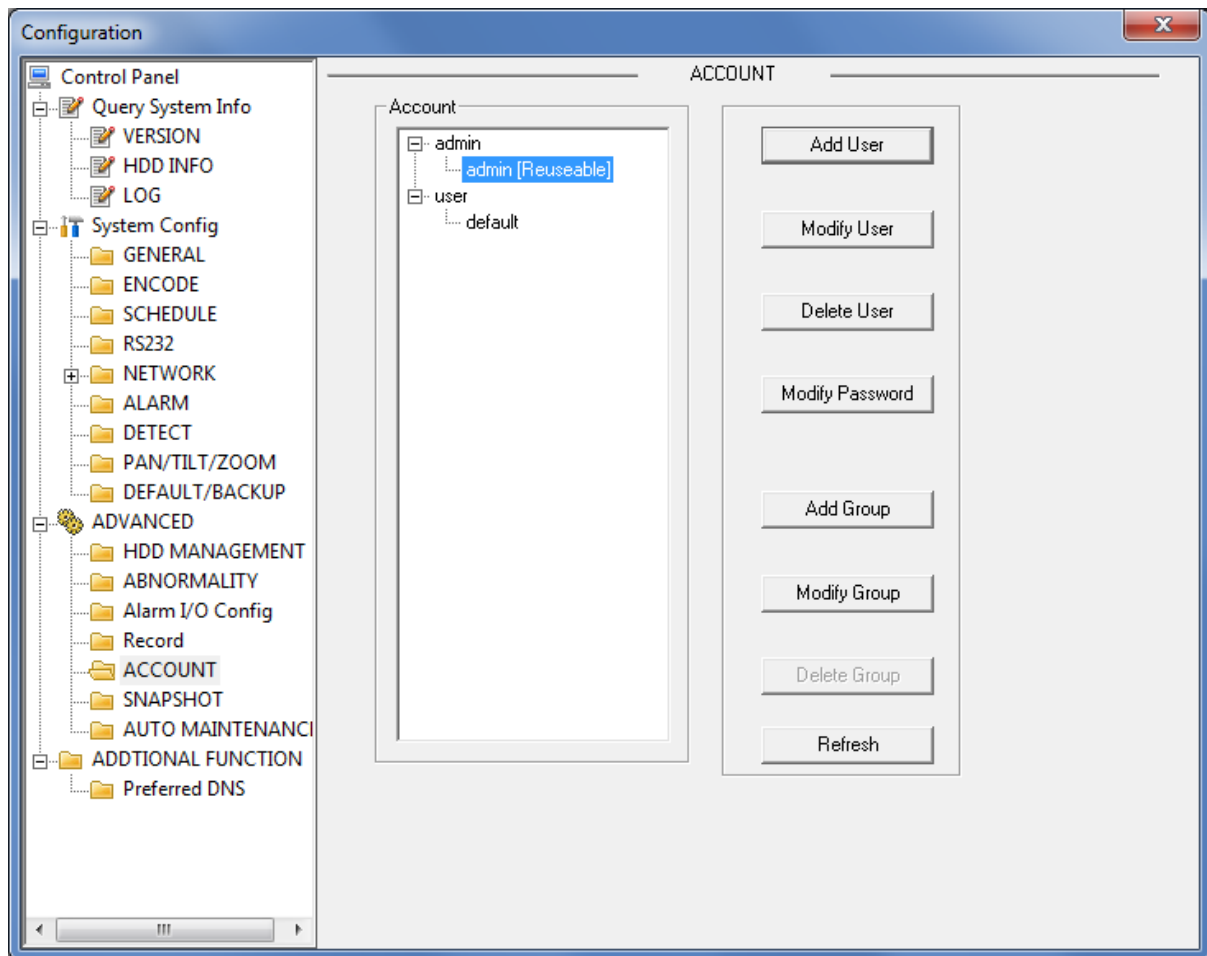 Configuration
Control Panel
Query System Info
VERSION
HDD INFO
LOG
System Config
GENERAL
ENCODE
SCHEDULE
RS232
NETWORK
ALARM
DETECT
PAN/TILT/ZOOM
DEFAULT/BACKUP
ADVANCED
HDD MANAGEMENT
ABNORMALITY
Alarm I/O Config
Record
ACCOUNT
SNAPSHOT
AUTO MAINTENANC
ADDTIONAL FUNCTION
Preferred DNS
ACCOUNT
Account
admin
admin [Reuseable]
user
default
Add User
Modify User
Delete User
Modify Password
Add Group
Modify Group
Delete Group
Refresh